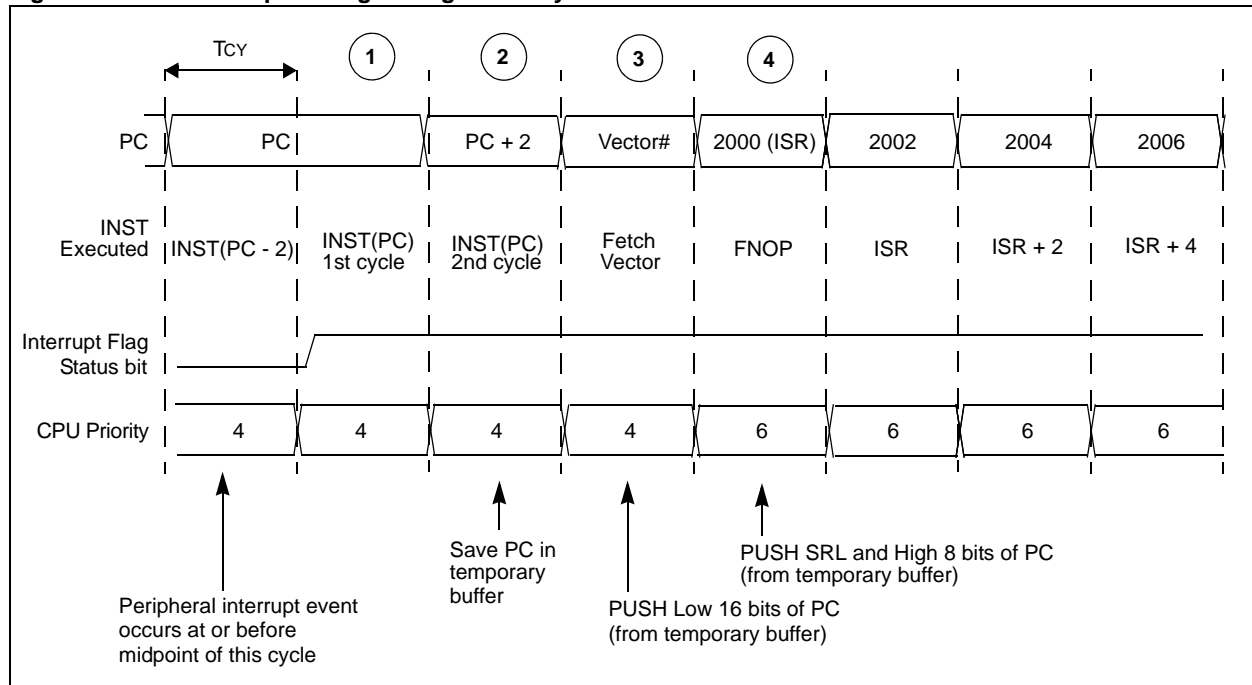 TCY
1
2
3
4
PC
PC
PC + 2
Vector#
2000 (ISR)
2002
2004
2006
INST
Executed
INST(PC - 2)
INST(PC)
1st cycle
INST(PC)
2nd cycle
Fetch
Vector
FNOP
ISR
ISR + 2
ISR + 4
Interrupt Flag
Status bit
CPU Priority
4
4
4
4
6
6
6
6
Save PC in
temporary
buffer
PUSH SRL and High 8 bits of PC
(from temporary buffer)
Peripheral interrupt event
occurs at or before
midpoint of this cycle
PUSH Low 16 bits of PC
(from temporary buffer)